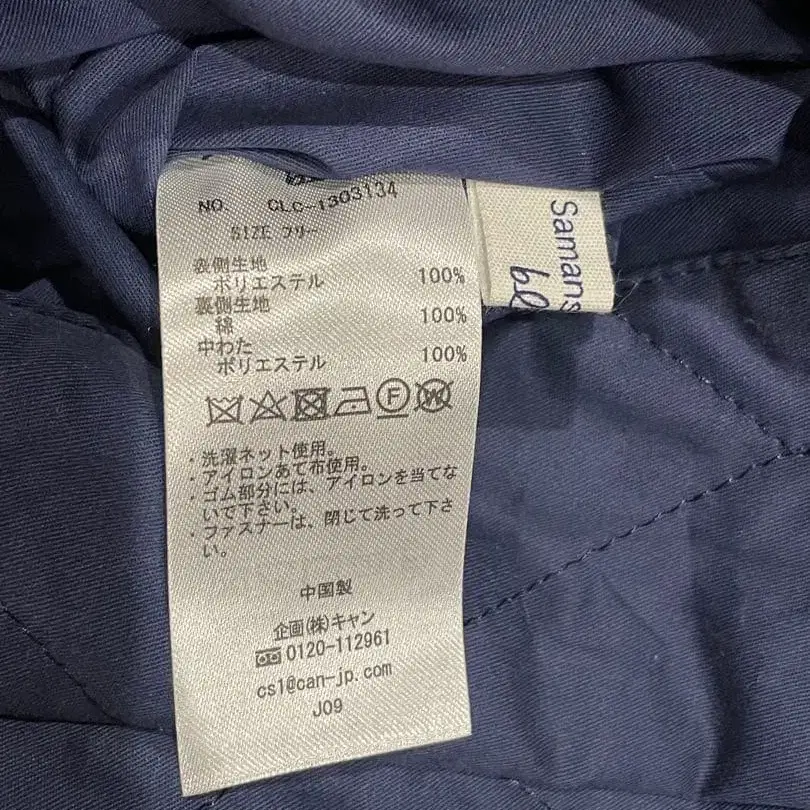 NO. CLC-1303134
SIZE フリー
表側生地
ポリエステル 100%
裏側生地
綿 100%
中わた
ポリエステル 100%
F W
・洗濯ネット使用。
・アイロンあて布使用。
・ゴム部分には、アイロンを当てな
いで下さい。
・ファスナーは、閉じて洗って下さ
い。
中国製
企画(株)キャン
0120-112961
cs1@can-jp.com
J09
Samans
bl